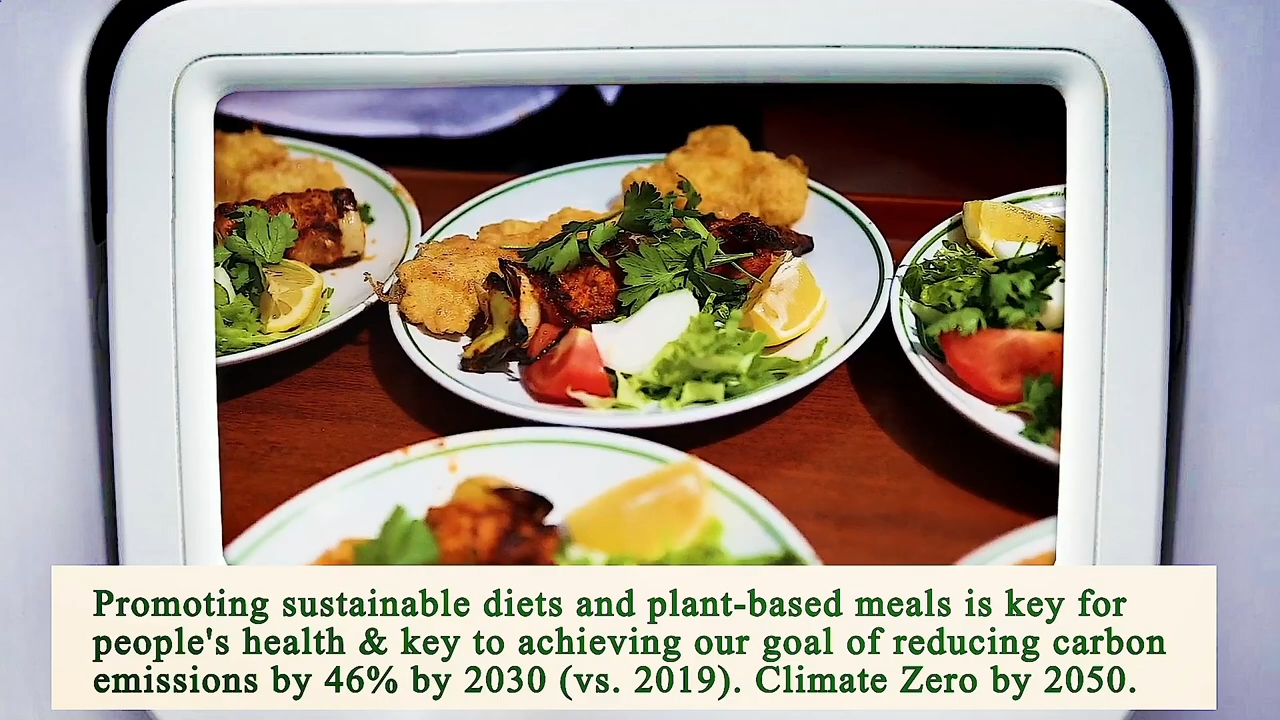 Promoting sustainable diets and plant-based meals is key for
people's health & key to achieving our goal of reducing carbon
emissions by 46% by 2030 (vs. 2019). Climate Zero by 2050.